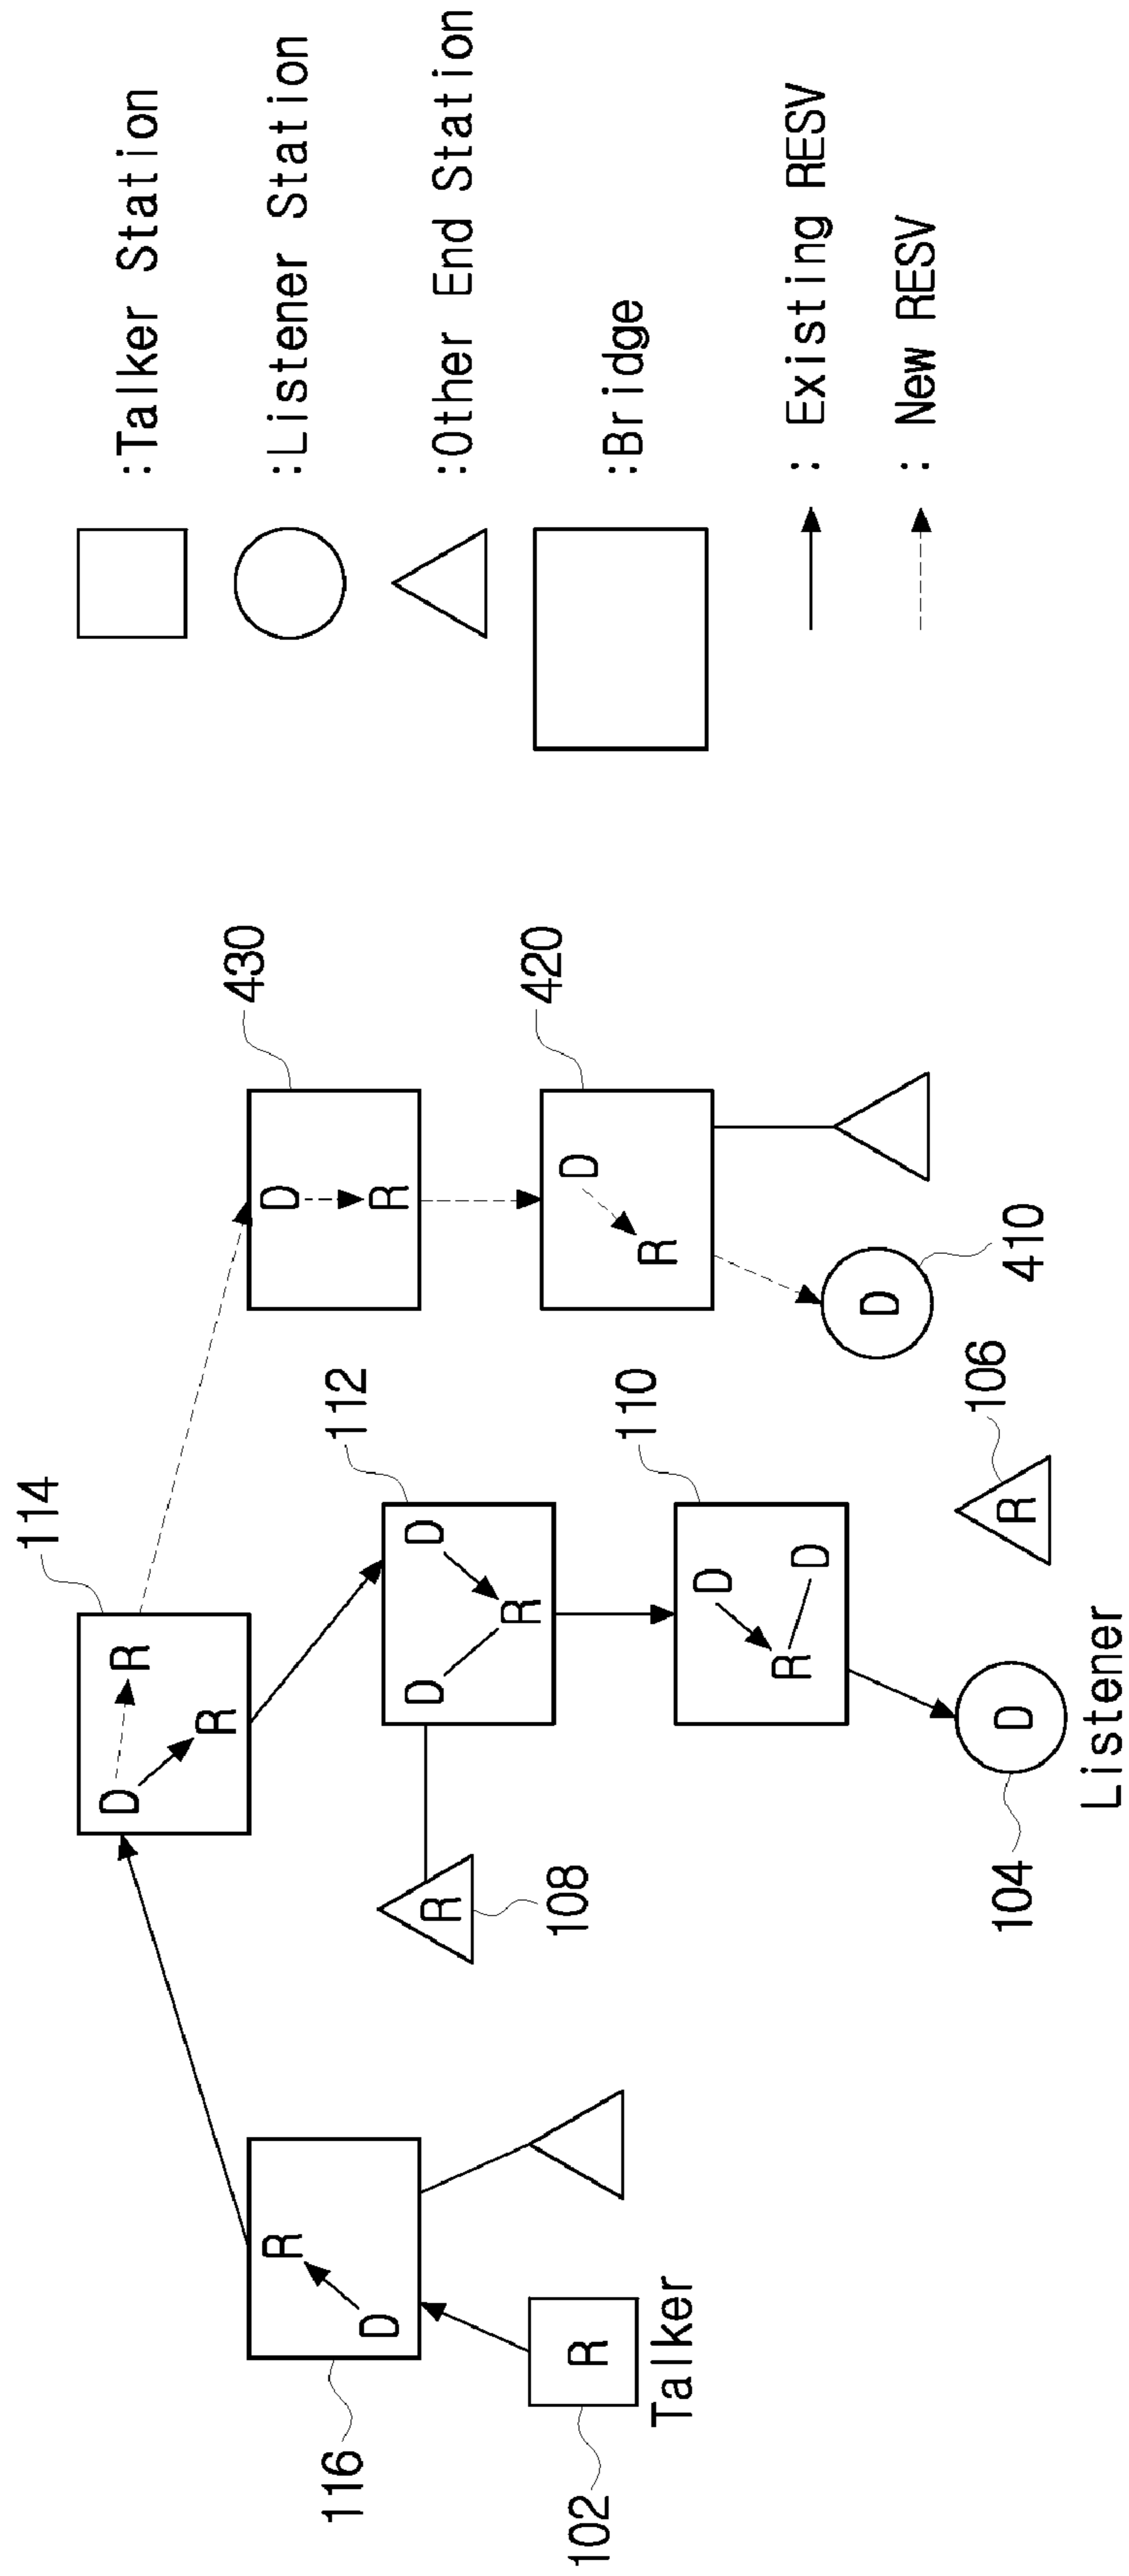 114
D R
R
430
R
D
116
112
D
R
R
D D
R
420
108
D
102
R
110
R
Talker
D
R D
D
106
410
104
D
R
Listener
:Talker Station
:Listener Station
:Other End Station
:Bridge
: Existing RESV
: New RESV